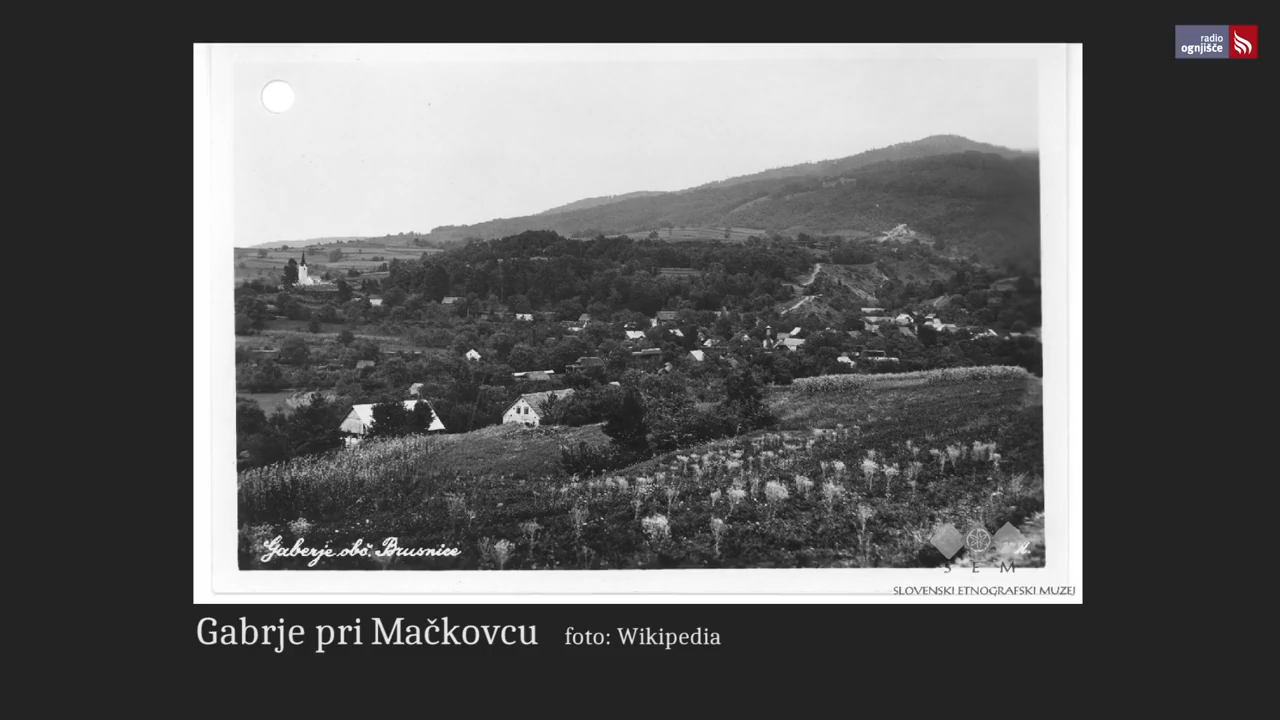 radio
ognjišče
Gaberje obč. Brusnice
S E M
SLOVENSKI ETNOGRAFSKI MUZEJ
Gabrje pri Mačkovcu foto: Wikipedia